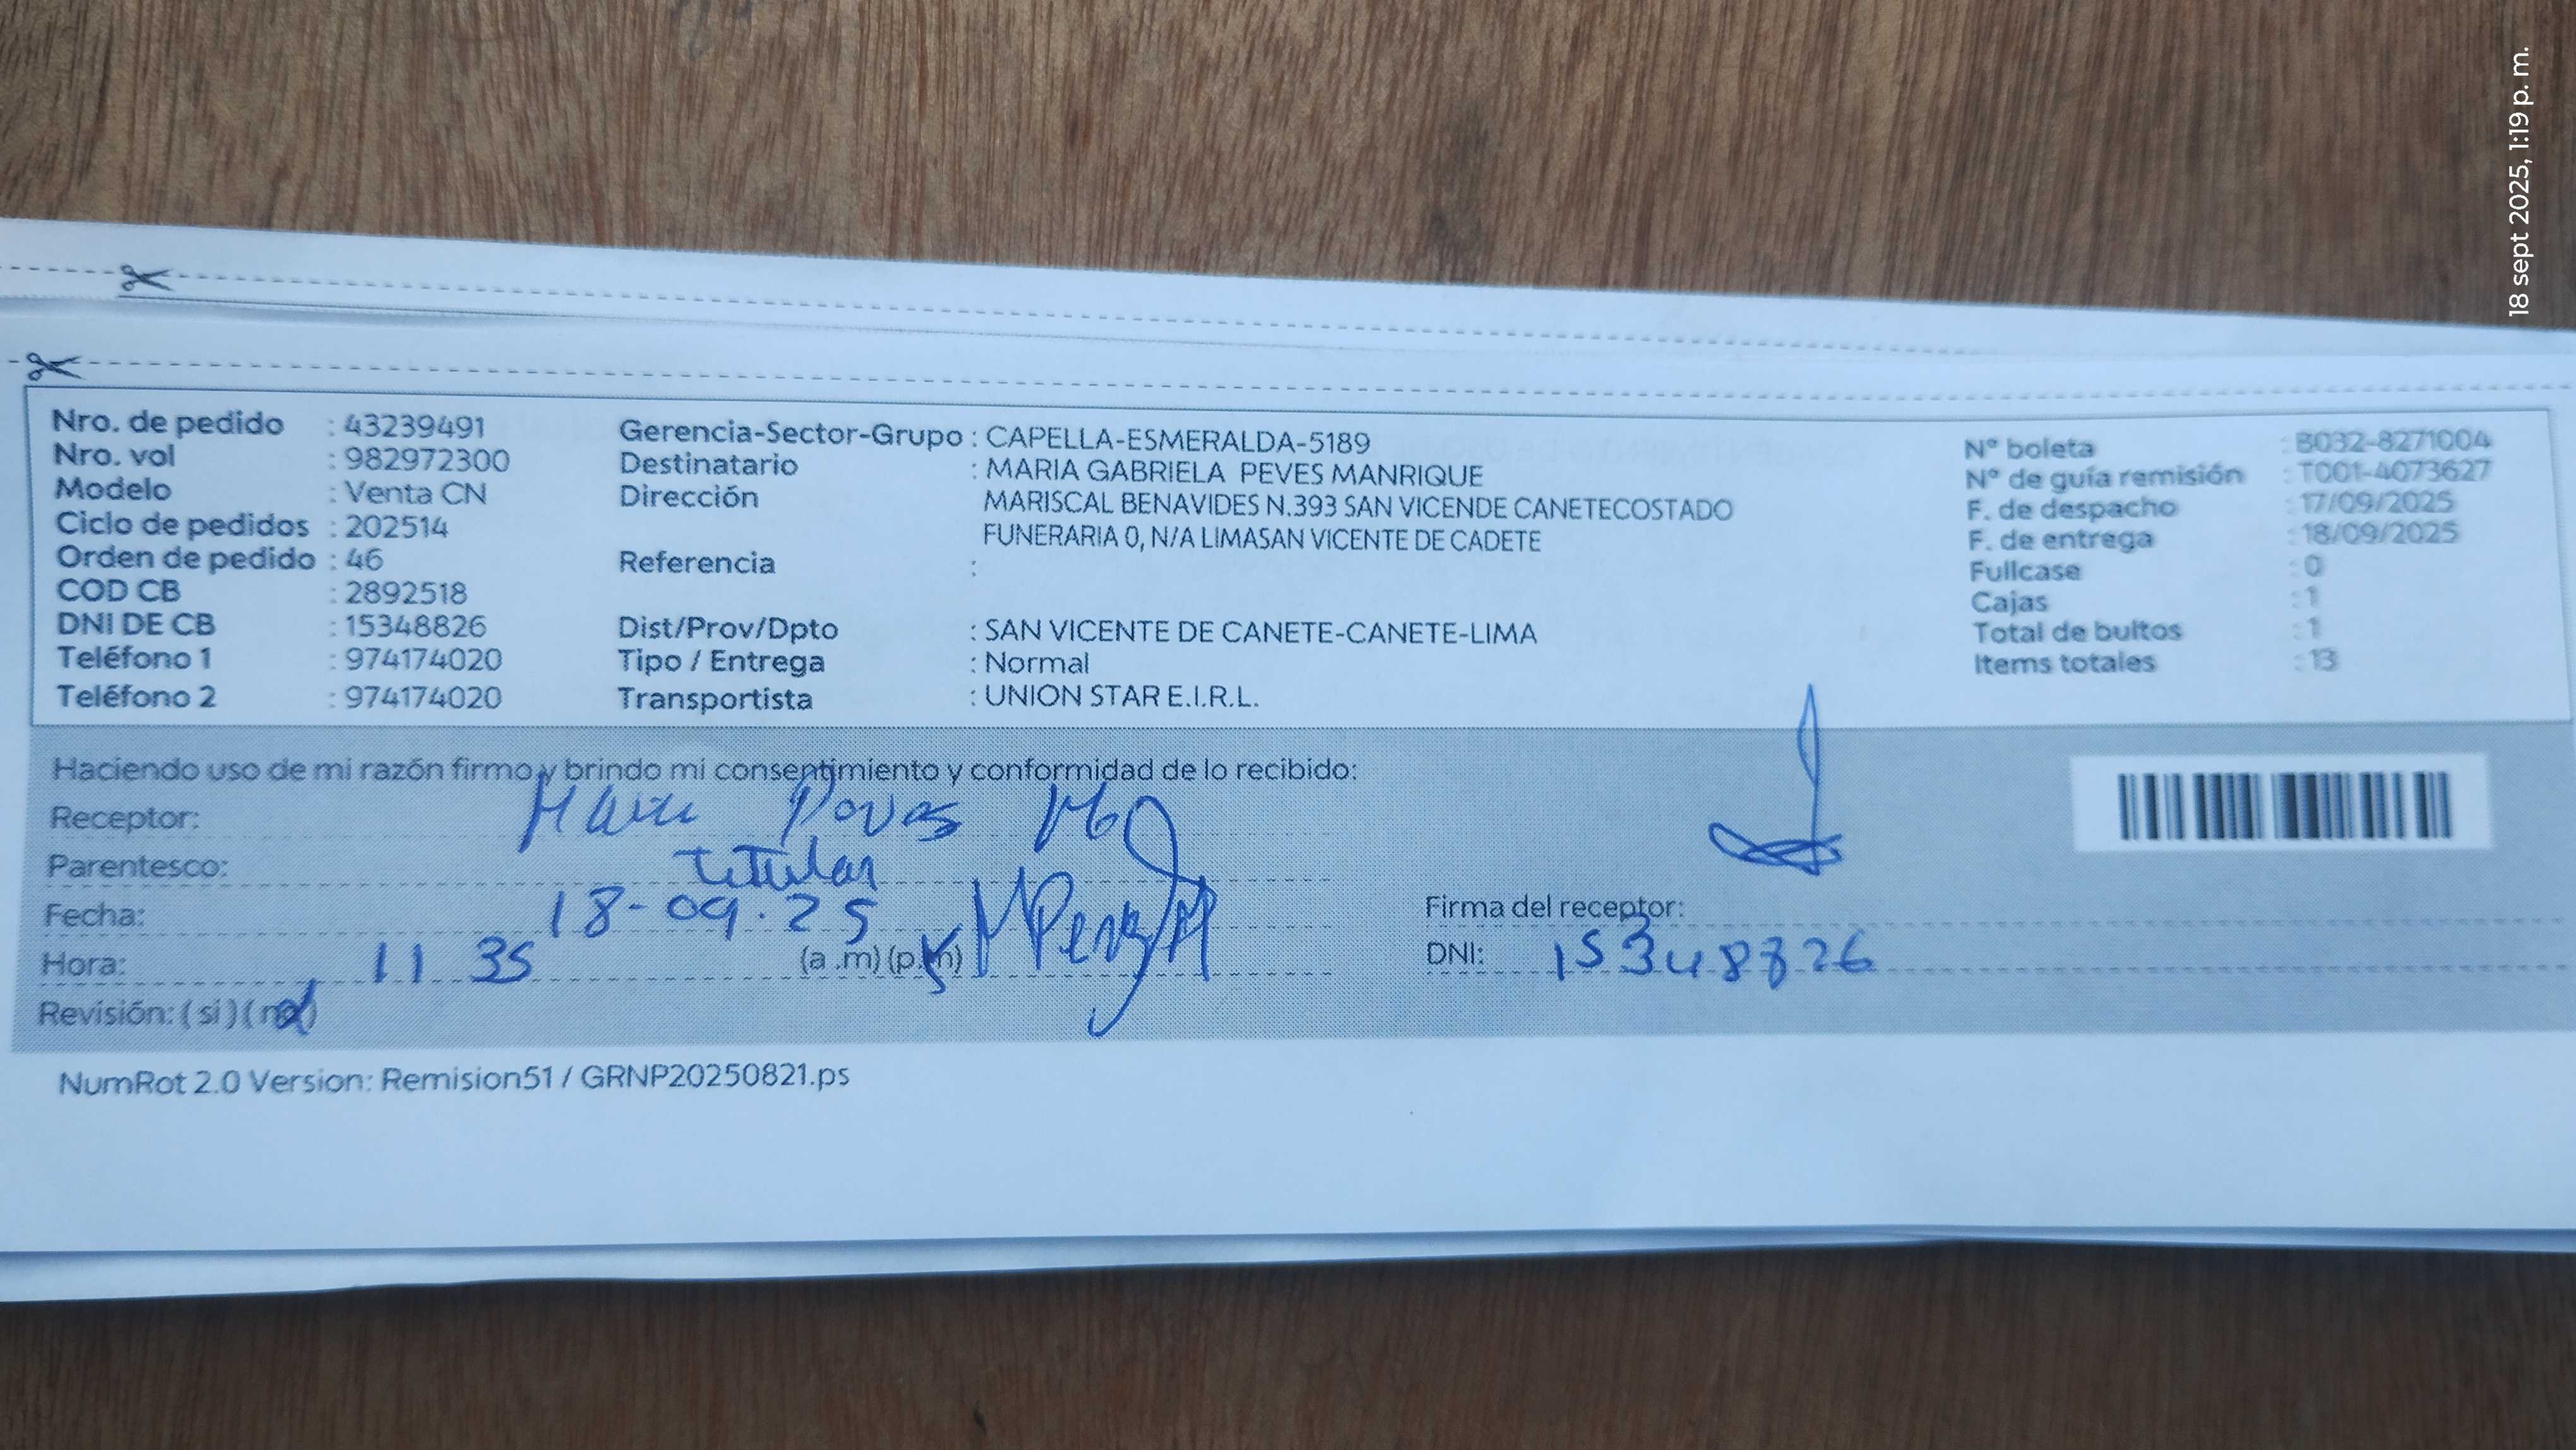 18 sept 2025, 1:19 p. m.
Nro. de pedido : 43239491
Nro. vol : 982972300
Modelo : Venta CN
Ciclo de pedidos : 202514
Orden de pedido : 46
COD CB : 2892518
DNI DE CB : 15348826
Teléfono 1 : 974174020
Teléfono 2 : 974174020
Gerencia-Sector-Grupo : CAPELLA-ESMERALDA-5189
Destinatario : MARIA GABRIELA PEVES MANRIQUE
Dirección MARISCAL BENAVIDES N.393 SAN VICENDE CANETECOSTADO
FUNERARIA 0, N/A LIMASAN VICENTE DE CADETE
Referencia :
Dist/Prov/Dpto : SAN VICENTE DE CANETE-CANETE-LIMA
Tipo / Entrega : Normal
Transportista : UNION STAR E.I.R.L.
N° boleta : B032-8271004
N° de guía remisión : T001-4073627
F. de despacho : 17/09/2025
F. de entrega : 18/09/2025
Fullcase : 0
Cajas : 1
Total de bultos : 1
Items totales : 13
Haciendo uso de mi razón firmo y brindo mi consentimiento y conformidad de lo recibido:
Receptor:
Parentesco: titular
Fecha: 18-09.25
Hora: 11 35 (a .m) (p.m)
Revisión: ( si ) ( no )
Firma del receptor:
DNI: 15348826
NumRot 2.0 Version: Remision51 / GRNP20250821.ps